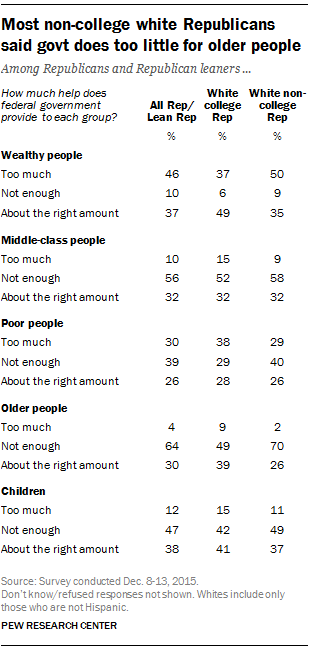 Most non-college white Republicans
said govt does too little for older people
Among Republicans and Republican leaners ...
How much help does
federal government
provide to each group?
All Rep/
Lean Rep
White
college
Rep
White non-
college
Rep
% % %
Wealthy people
Too much 46 37 50
Not enough 10 6 9
About the right amount 37 49 35
Middle-class people
Too much 10 15 9
Not enough 56 52 58
About the right amount 32 32 32
Poor people
Too much 30 38 29
Not enough 39 29 40
About the right amount 26 28 26
Older people
Too much 4 9 2
Not enough 64 49 70
About the right amount 30 39 26
Children
Too much 12 15 11
Not enough 47 42 49
About the right amount 38 41 37
Source: Survey conducted Dec. 8-13, 2015.
Don't know/refused responses not shown. Whites include only
those who are not Hispanic.
PEW RESEARCH CENTER